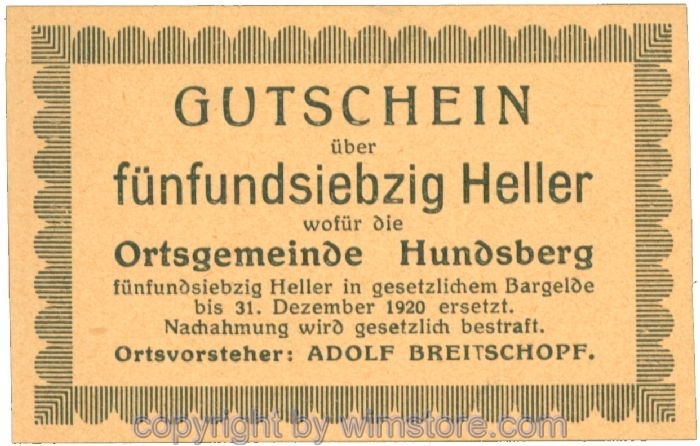 GUTSCHEIN
über
fünfundsiebzig Heller
wofür die
Ortsgemeinde Hundsberg
fünfundsiebzig Heller in gesetzlichem Bargelde
bis 31. Dezember 1920 ersetzt.
Nachahmung wird gesetzlich bestraft.
Ortsvorsteher: ADOLF BREITSCHOPF.
copyright by wimstore.com